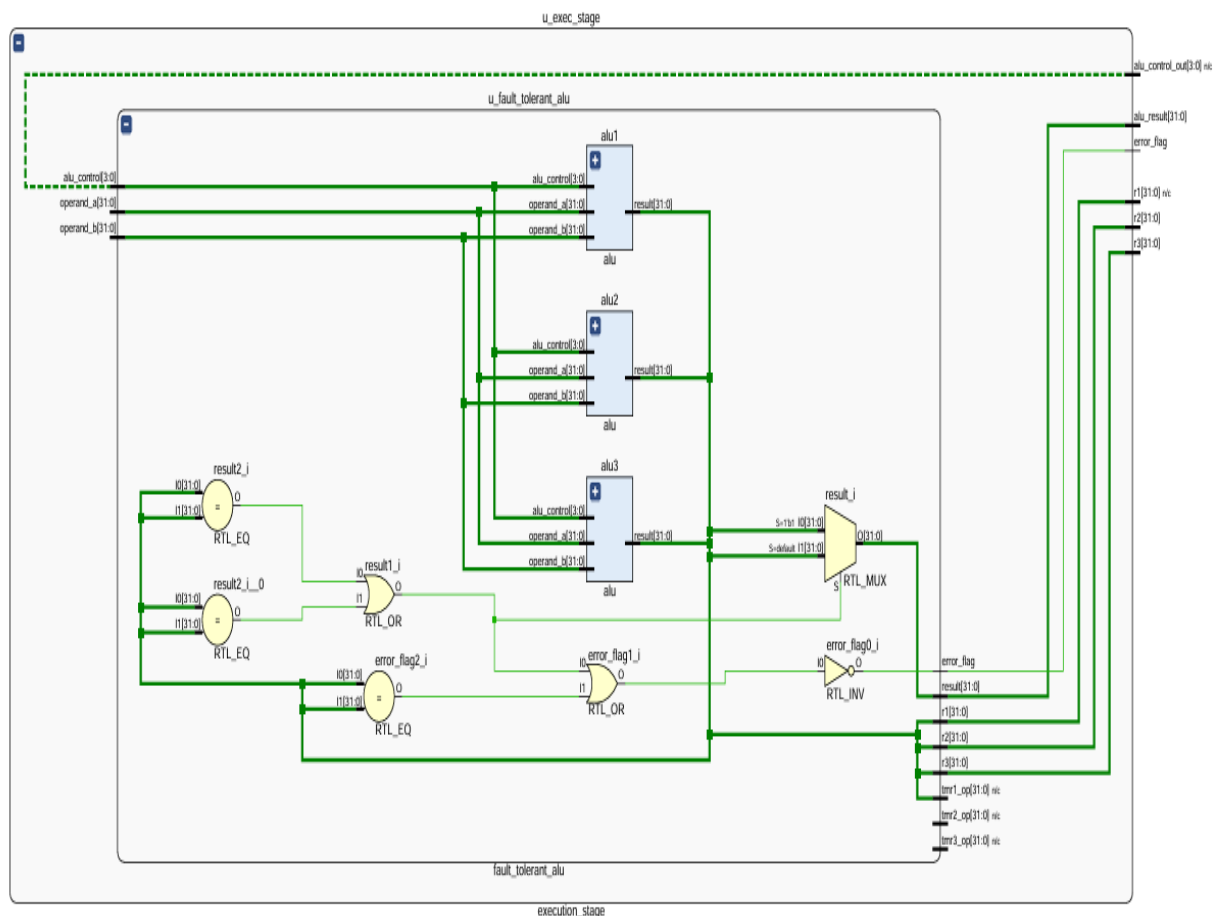 u_exec_stage
alu_control_out[3:0] n/c
u_fault_tolerant_alu
alu_result[31:0]
error_flag
alu1
alu_control[3:0]
alu_control[3:0]
r1[31:0] n/c
operand_a[31:0]
operand_a[31:0]
result[31:0]
r2[31:0]
operand_b[31:0]
operand_b[31:0]
r3[31:0]
alu
alu2
alu_control[3:0]
operand_a[31:0]
result[31:0]
operand_b[31:0]
alu
result2_i
alu3
I0[31:0]
O
I1[31:0]
=
RTL_EQ
alu_control[3:0]
operand_a[31:0]
result[31:0]
operand_b[31:0]
alu
result_i
S=1'b1 I0[31:0]
O[31:0]
S=default I1[31:0]
S
RTL_MUX
result2_i__0
I0[31:0]
O
I1[31:0]
=
RTL_EQ
result1_i
I0
O
I1
RTL_OR
error_flag2_i
I0[31:0]
O
I1[31:0]
=
RTL_EQ
error_flag1_i
I0
O
I1
RTL_OR
error_flag0_i
I0
O
RTL_INV
error_flag
result[31:0]
r1[31:0]
r2[31:0]
r3[31:0]
tmr1_op[31:0] n/c
tmr2_op[31:0] n/c
tmr3_op[31:0] n/c
fault_tolerant_alu
execution_stage